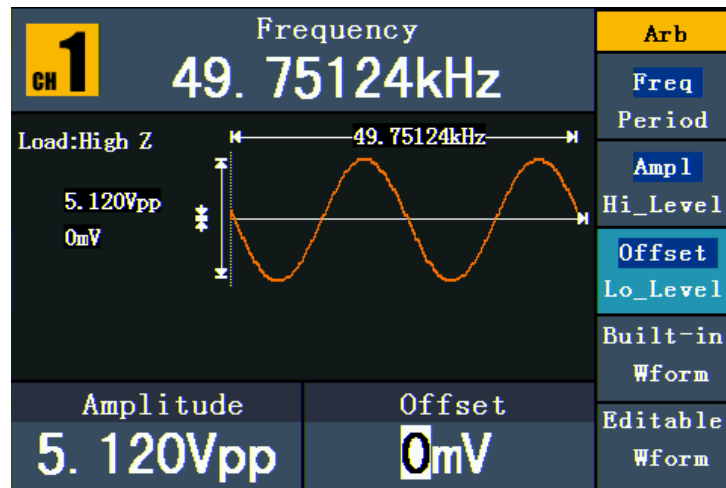 CH 1
Frequency
49.75124kHz
Load:High Z
49.75124kHz
5.120Vpp
0mV
Amplitude
5.120Vpp
Offset
0mV
Arb
Freq
Period
Ampl
Hi_Level
Offset
Lo_Level
Built-in
Wform
Editable
Wform